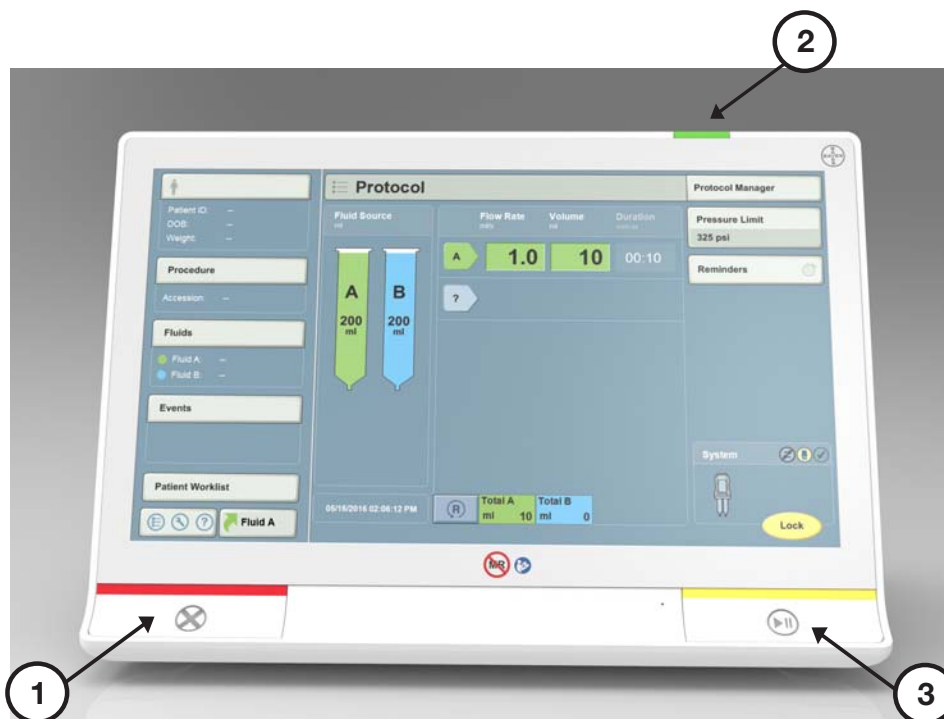 2
Protocol
Protocol Manager
Patient ID: --
DOB: --
Weight: --
Fluid Source
ml
Flow Rate
ml/s
Volume
ml
Duration
Pressure Limit
325 psi
A
1.0
10
00:10
Reminders
Procedure
Accession: --
?
A
200
ml
B
200
ml
Fluids
Fluid A: --
Fluid B: --
Events
System
Patient Worklist
?
Fluid A
05/16/2016 02:06:12 PM
R
Total A
ml 10
Total B
ml 0
Lock
MR
1
3